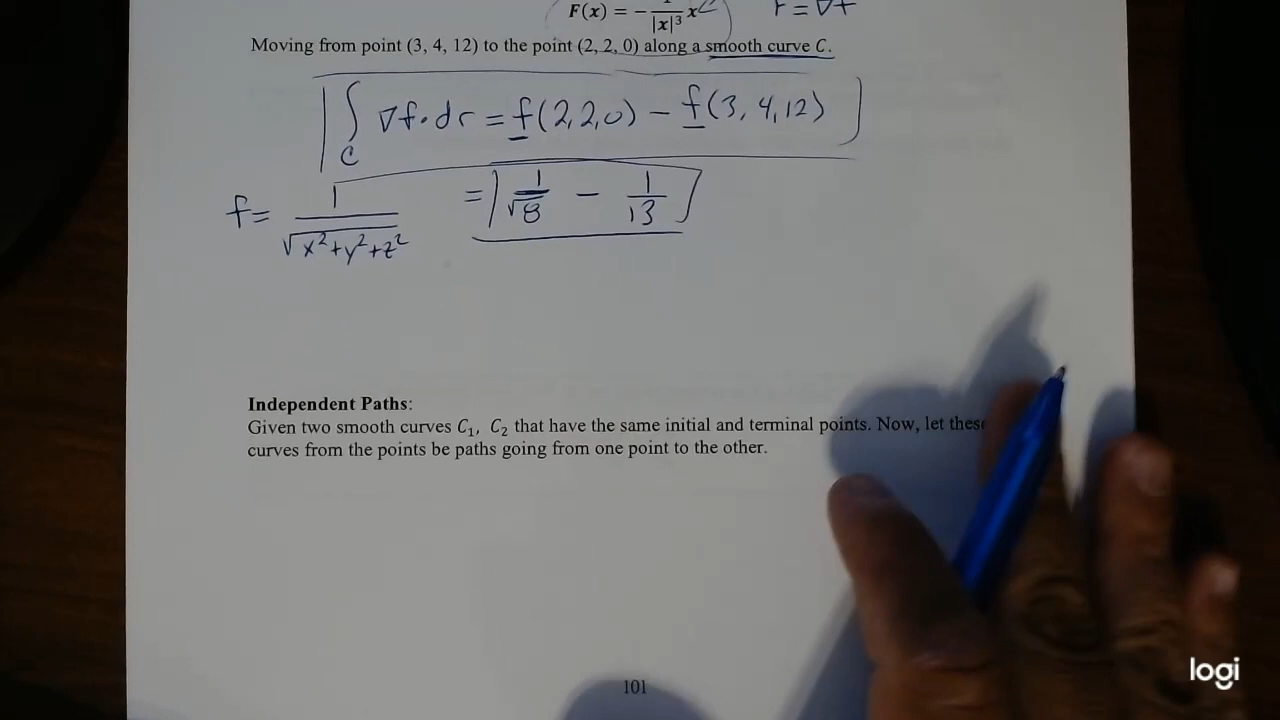 F(x) = − 1/|x|³ x F = ∇f
Moving from point (3, 4, 12) to the point (2, 2, 0) along a smooth curve C.
∫_C ∇f · dr = f(2,2,0) − f(3,4,12)
f = 1/√(x²+y²+z²) = 1/√8 − 1/13
Independent Paths:
Given two smooth curves C₁, C₂ that have the same initial and terminal points. Now, let these
curves from the points be paths going from one point to the other.
101
logi